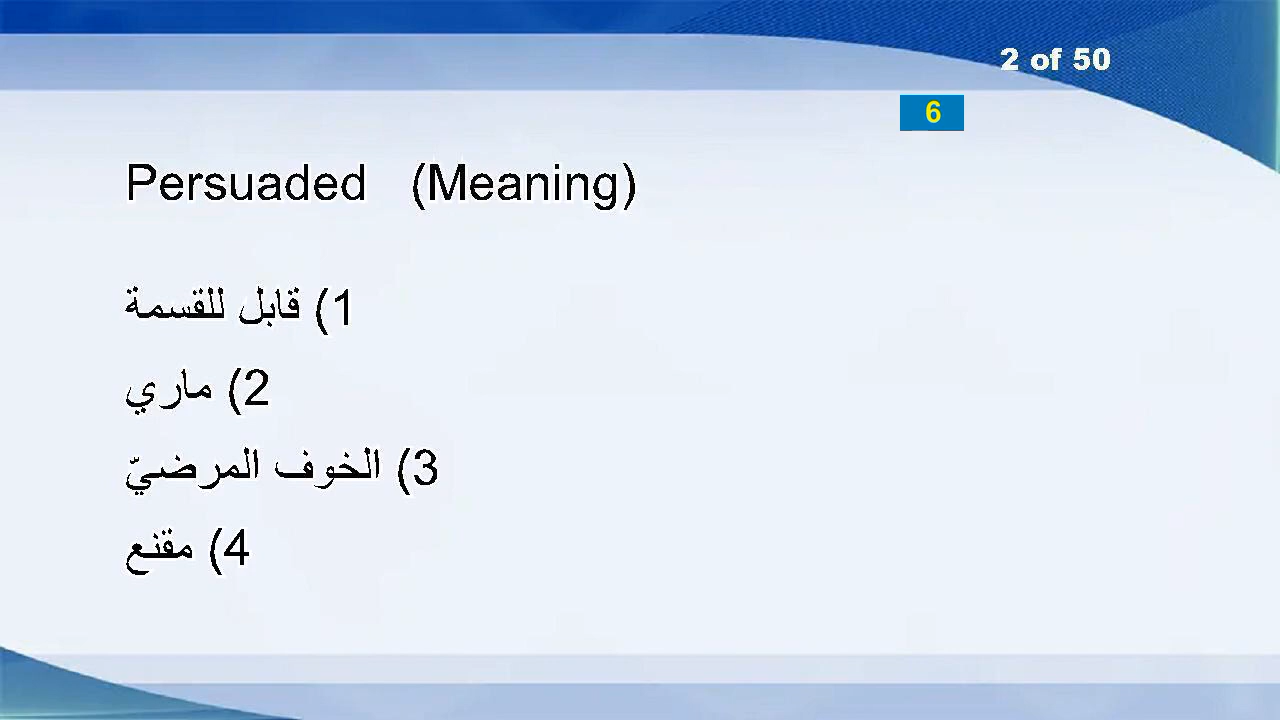 2 of 50
6
Persuaded (Meaning)
1) قابل للقسمة
2) ماري
3) الخوف المرضيّ
4) مقنع